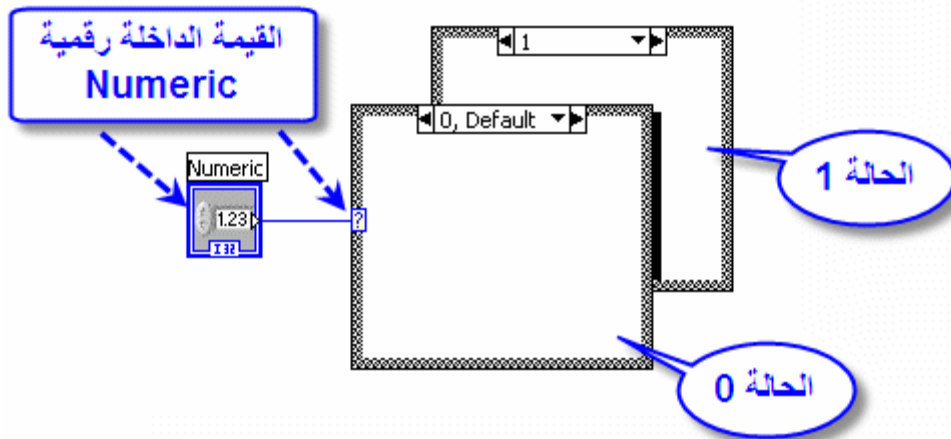 القيمة الداخلة رقمية
Numeric
1
0, Default
Numeric
1.23
I32
?
الحالة 1
الحالة 0